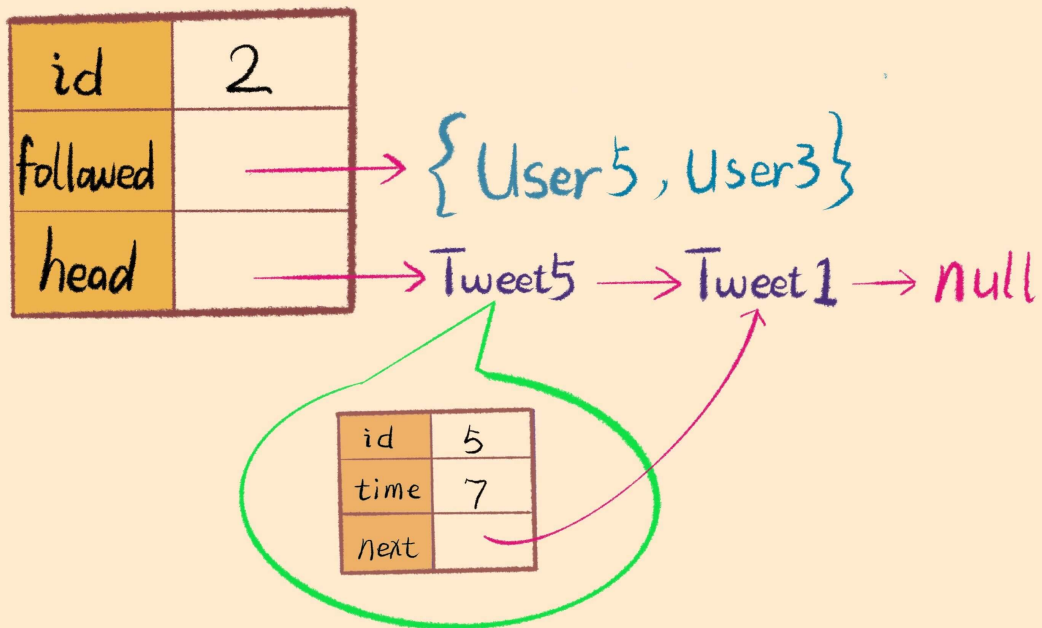 id 2
followed {User5, User3}
head Tweet5 Tweet1 null
id 5
time 7
next